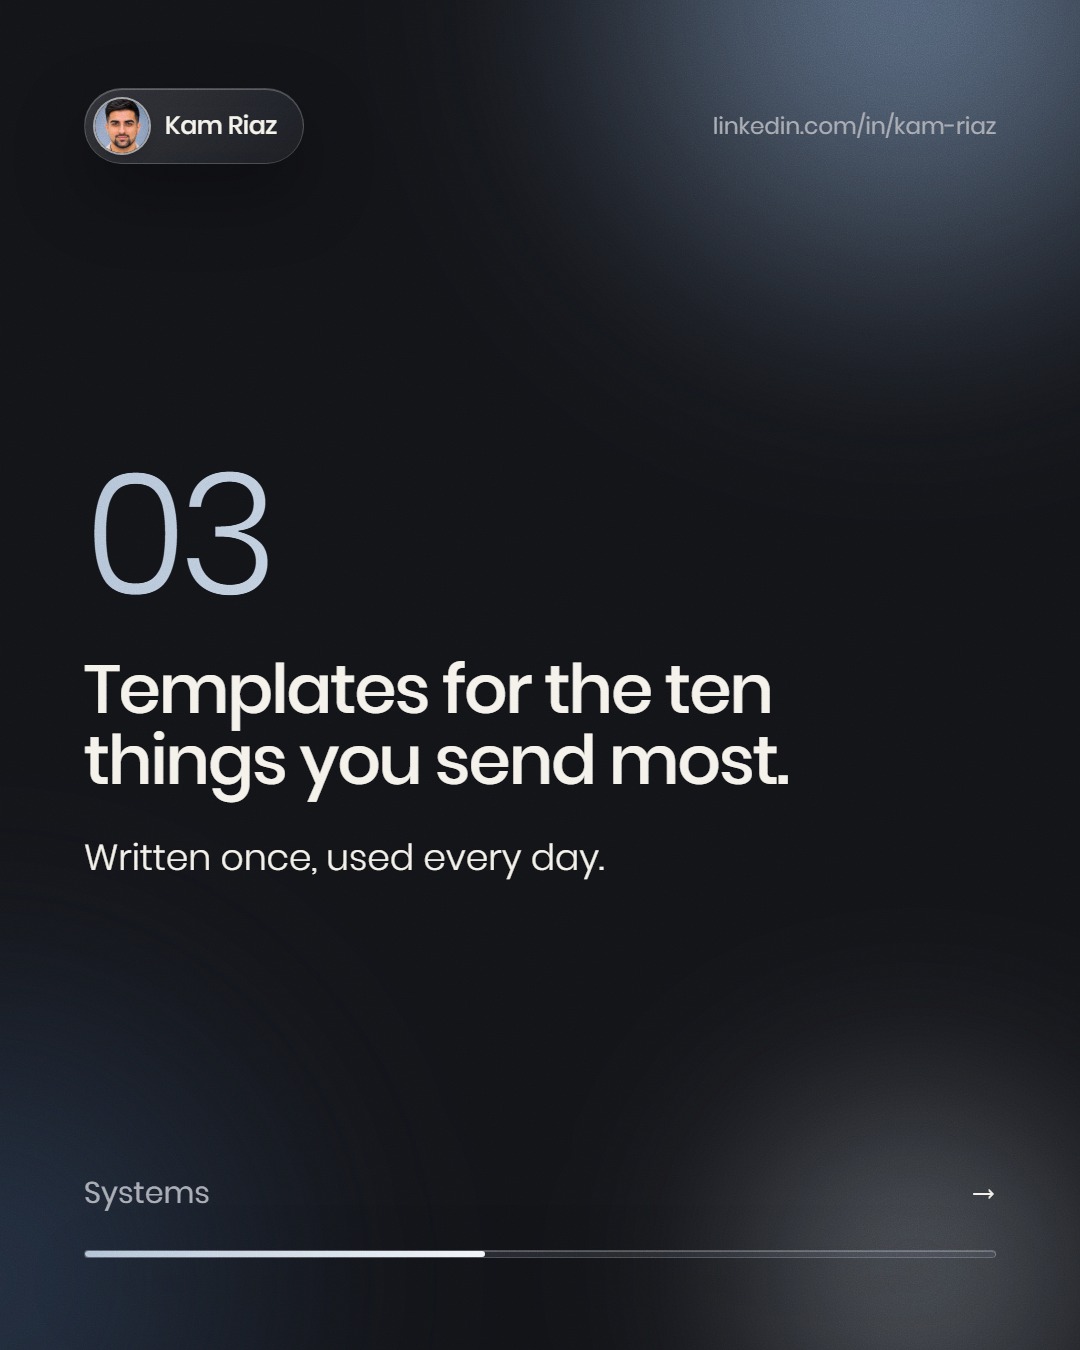 Kam Riaz
linkedin.com/in/kam-riaz
03
Templates for the ten
things you send most.
Written once, used every day.
Systems
→